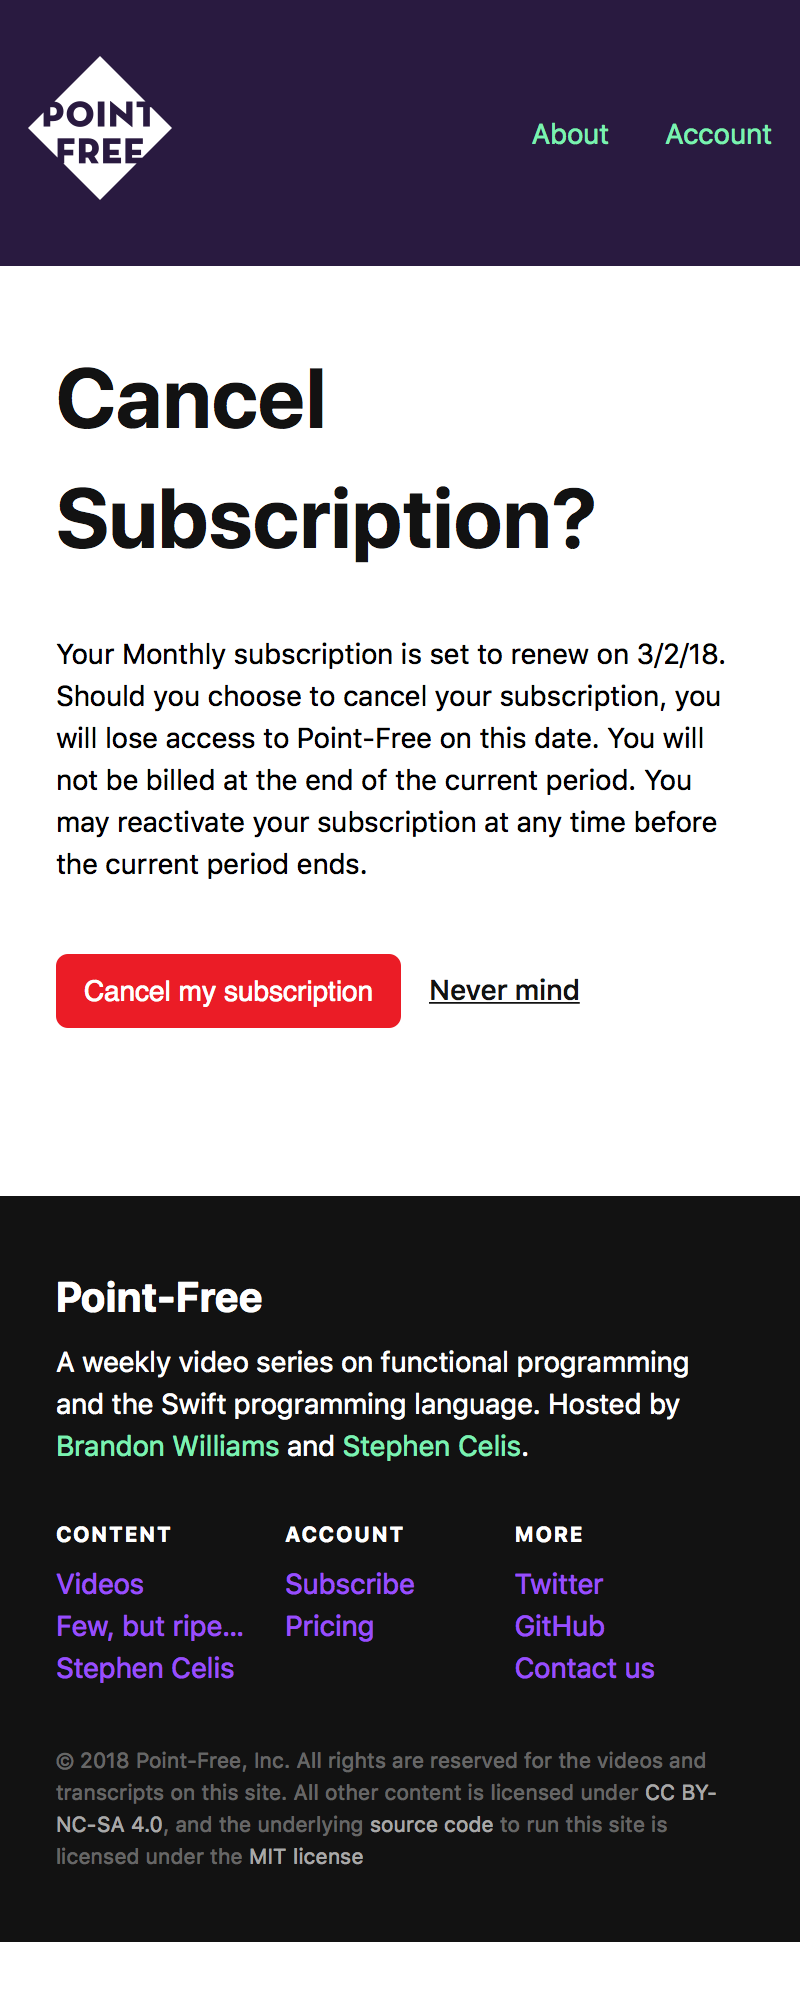 POINT
FREE
About Account
Cancel
Subscription?
Your Monthly subscription is set to renew on 3/2/18.
Should you choose to cancel your subscription, you
will lose access to Point-Free on this date. You will
not be billed at the end of the current period. You
may reactivate your subscription at any time before
the current period ends.
Cancel my subscription Never mind
Point-Free
A weekly video series on functional programming
and the Swift programming language. Hosted by
Brandon Williams and Stephen Celis.
CONTENT ACCOUNT MORE
Videos Subscribe Twitter
Few, but ripe... Pricing GitHub
Stephen Celis Contact us
© 2018 Point-Free, Inc. All rights are reserved for the videos and
transcripts on this site. All other content is licensed under CC BY-
NC-SA 4.0, and the underlying source code to run this site is
licensed under the MIT license